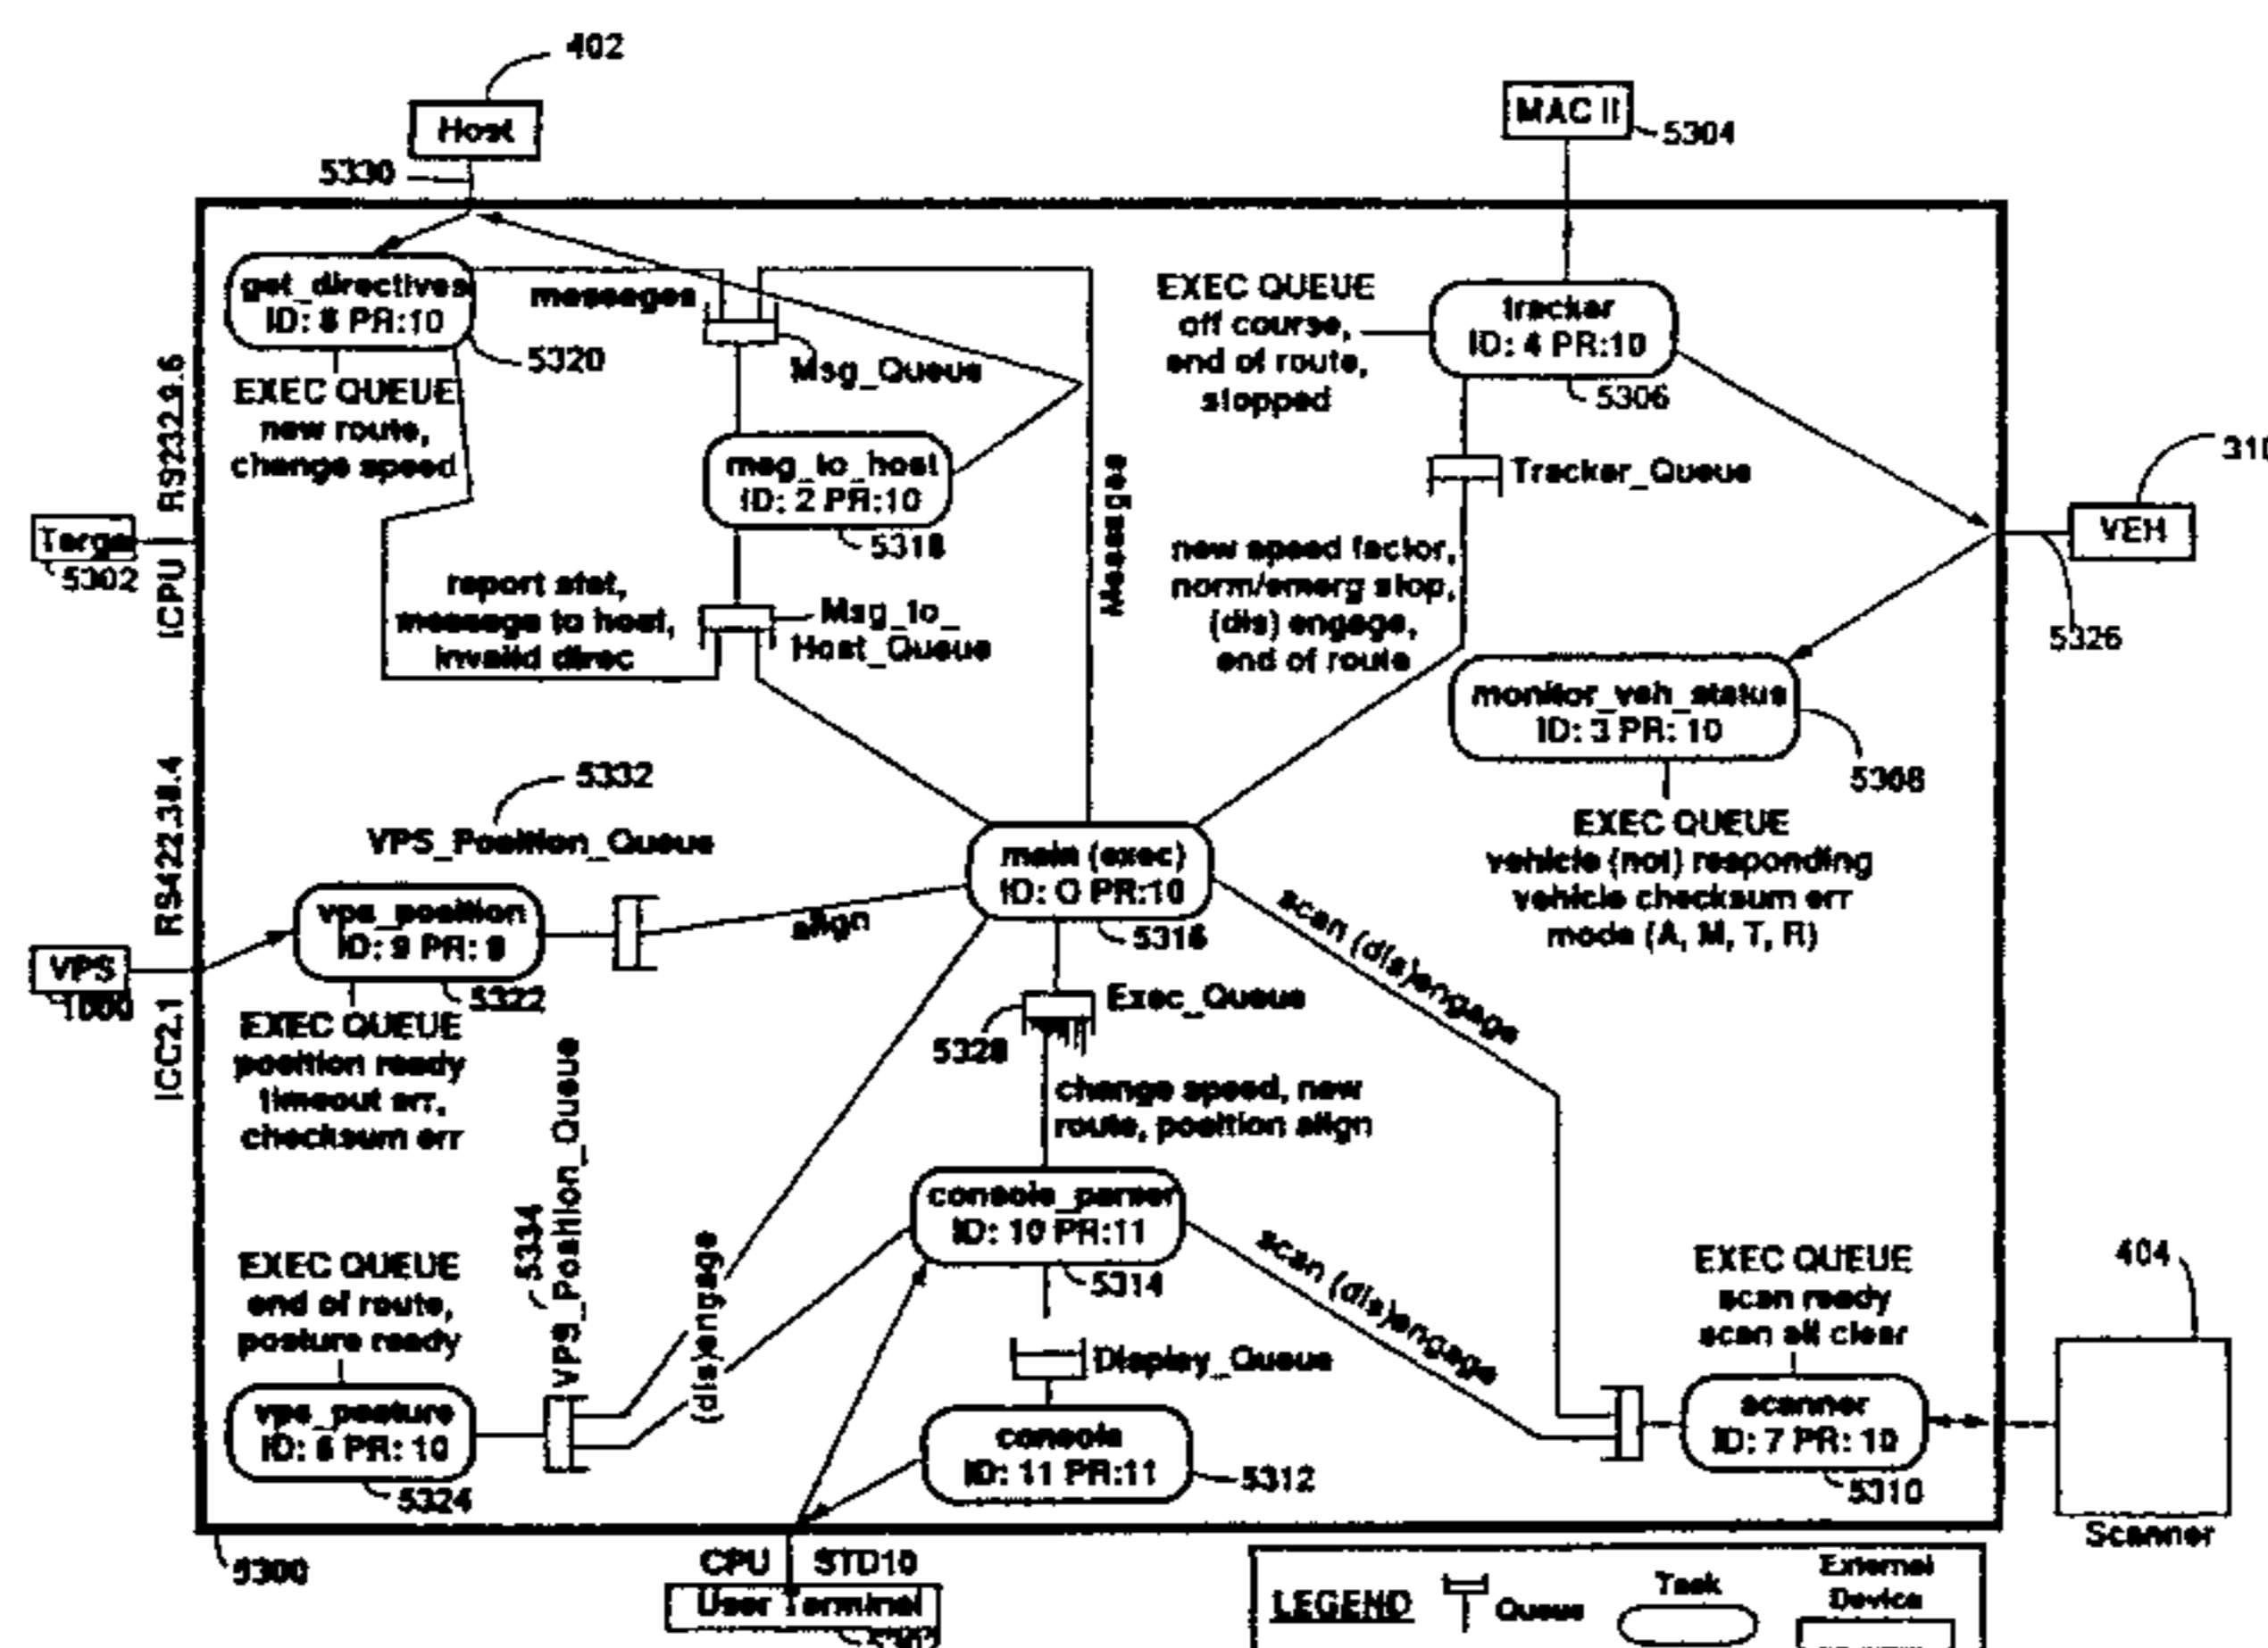 402
Host
5330
MAC II
5304
get_directives
ID: 8 PR:10
5320
messages
Msg_Queue
EXEC QUEUE
new route,
change speed
EXEC QUEUE
off course,
end of route,
stopped
tracker
ID: 4 PR:10
5306
Tracker_Queue
msg_to_host
ID: 2 PR:10
5318
Messages
RS232.9.6
ICPU
Targe
5302
report stat,
message to host,
invalid direc
Msg_to_
Host_Queue
new speed factor,
norm/emerg stop,
(dis) engage,
end of route
310
VEH
5326
monitor_veh_status
ID: 3 PR: 10
5308
EXEC QUEUE
vehicle (not) responding
vehicle checksum err
mode (A, M, T, R)
RS422.38.4
ICC2.1
VPS
1000
5332
VPS_Position_Queue
vps_position
ID: 9 PR: 9
5322
align
main (exec)
ID: O PR:10
5316
EXEC QUEUE
position ready
timeout err,
checksum err
5328
Exec_Queue
scan (dis)engage
change speed, new
route, position align
5334
VPS_Position_Queue
(dis)engage
console_parser
ID: 10 PR:11
5314
scan (dis)engage
EXEC QUEUE
end of route,
posture ready
vps_posture
ID: 6 PR: 10
5324
Display_Queue
console
ID: 11 PR:11
5312
EXEC QUEUE
scan ready
scan all clear
scanner
ID: 7 PR: 10
5310
404
Scanner
5300
CPU STD10
User Terminal
LEGEND
Queue
Task
External
Device